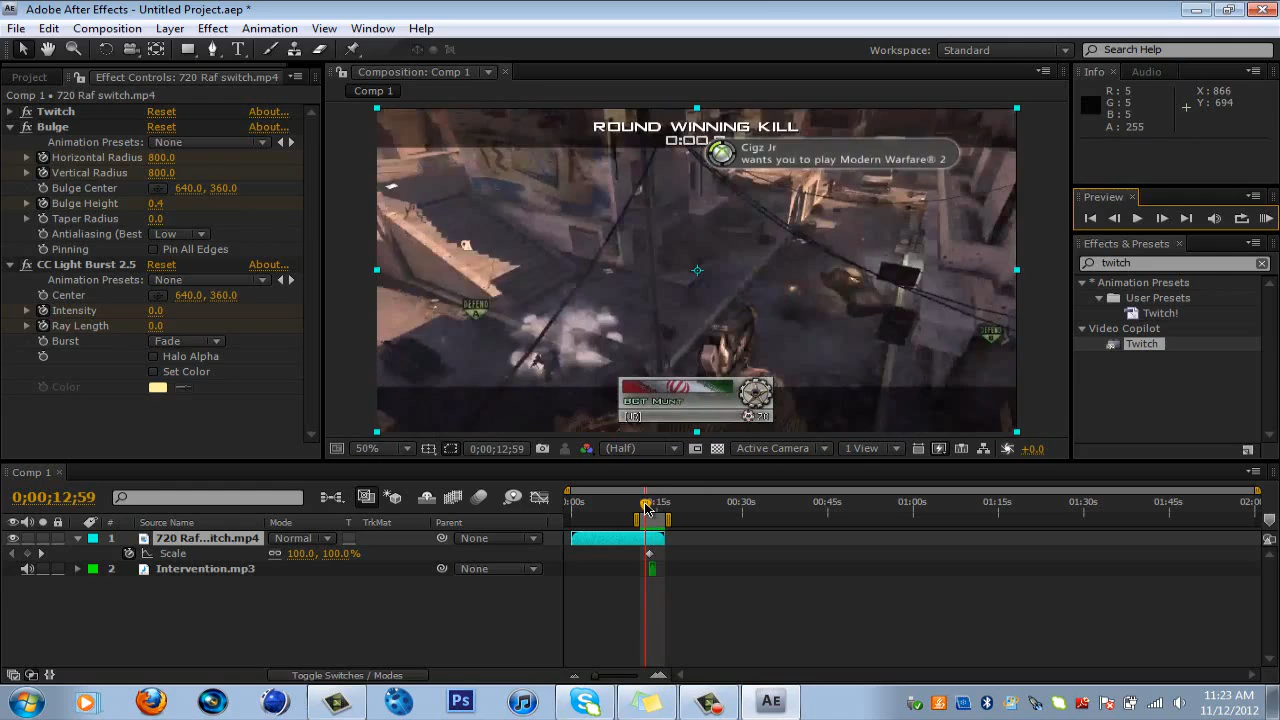 Adobe After Effects - Untitled Project.aep *
File Edit Composition Layer Effect Animation View Window Help
Workspace: Standard Search Help
Project Effect Controls: 720 Raf switch.mp4
Composition: Comp 1
Info Audio
Comp 1 • 720 Raf switch.mp4
Comp 1
R : 5
G : 5
B : 5
A : 255
X : 866
Y : 694
fx Twitch Reset About...
fx Bulge Reset About...
Animation Presets: None
Horizontal Radius 800.0
Vertical Radius 800.0
Bulge Center 640.0, 360.0
Bulge Height 0.4
Taper Radius 0.0
Antialiasing (Best Low
Pinning Pin All Edges
fx CC Light Burst 2.5 Reset About...
Animation Presets: None
Center 640.0, 360.0
Intensity 0.0
Ray Length 0.0
Burst Fade
Halo Alpha
Set Color
Color
ROUND WINNING KILL
0:00
Cigz Jr
wants you to play Modern Warfare® 2
DEFEND
A
DEFEND
B
BGT Munt
70
Preview
Effects & Presets
twitch
* Animation Presets
User Presets
Twitch!
Video Copilot
Twitch
50% 0;00;12;59 (Half) Active Camera 1 View +0.0
Comp 1
0;00;12;59
:00s 00:15s 00:30s 00:45s 01:00s 01:15s 01:30s 01:45s 02:00
# Source Name Mode T TrkMat Parent
1 720 Raf...itch.mp4 Normal None
Scale 100.0, 100.0%
2 Intervention.mp3 None
Toggle Switches / Modes
Ps AE
11:23 AM
11/12/2012